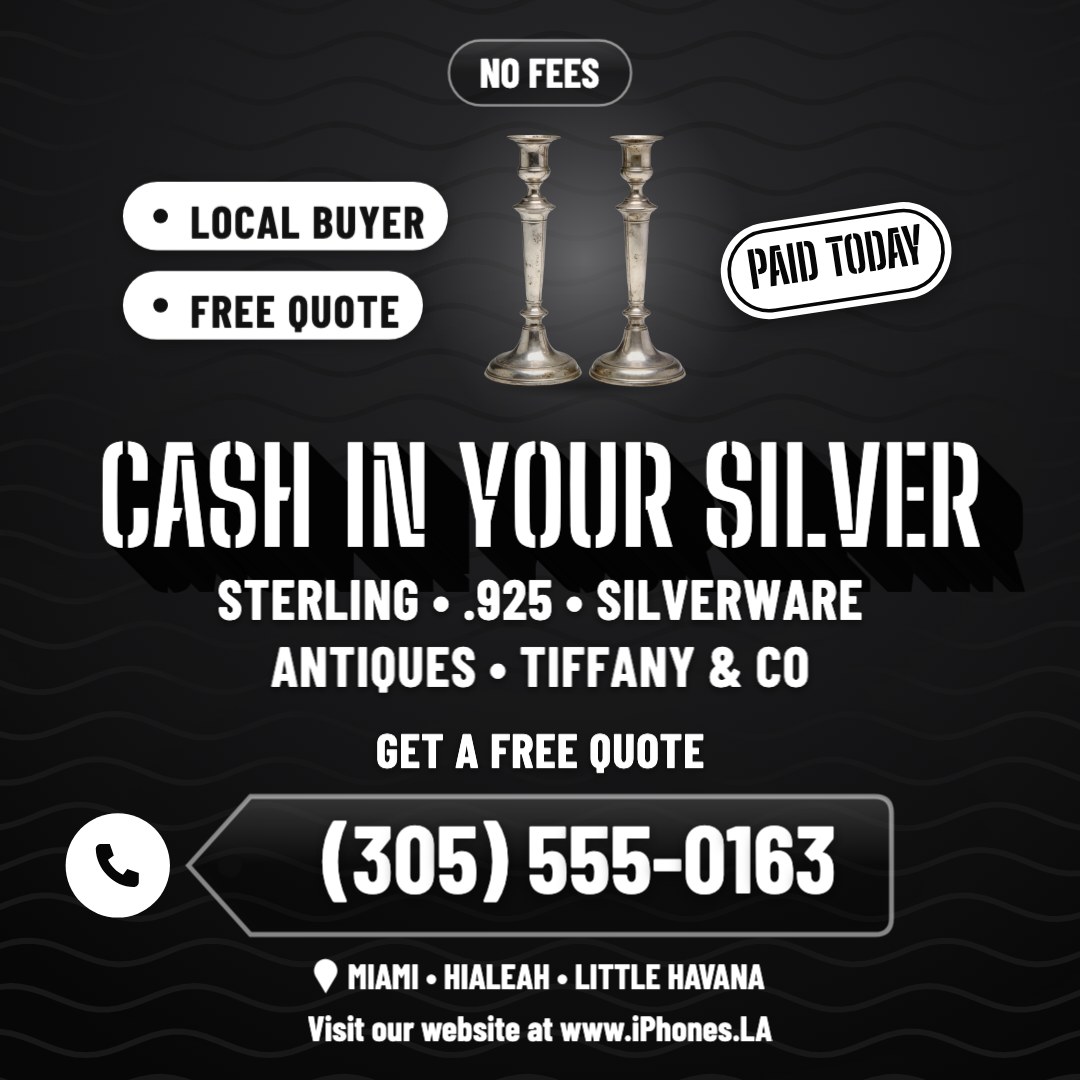 NO FEES
• LOCAL BUYER
• FREE QUOTE
PAID TODAY
CASH IN YOUR SILVER
STERLING • .925 • SILVERWARE
ANTIQUES • TIFFANY & CO
GET A FREE QUOTE
(305) 555-0163
MIAMI • HIALEAH • LITTLE HAVANA
Visit our website at www.iPhones.LA